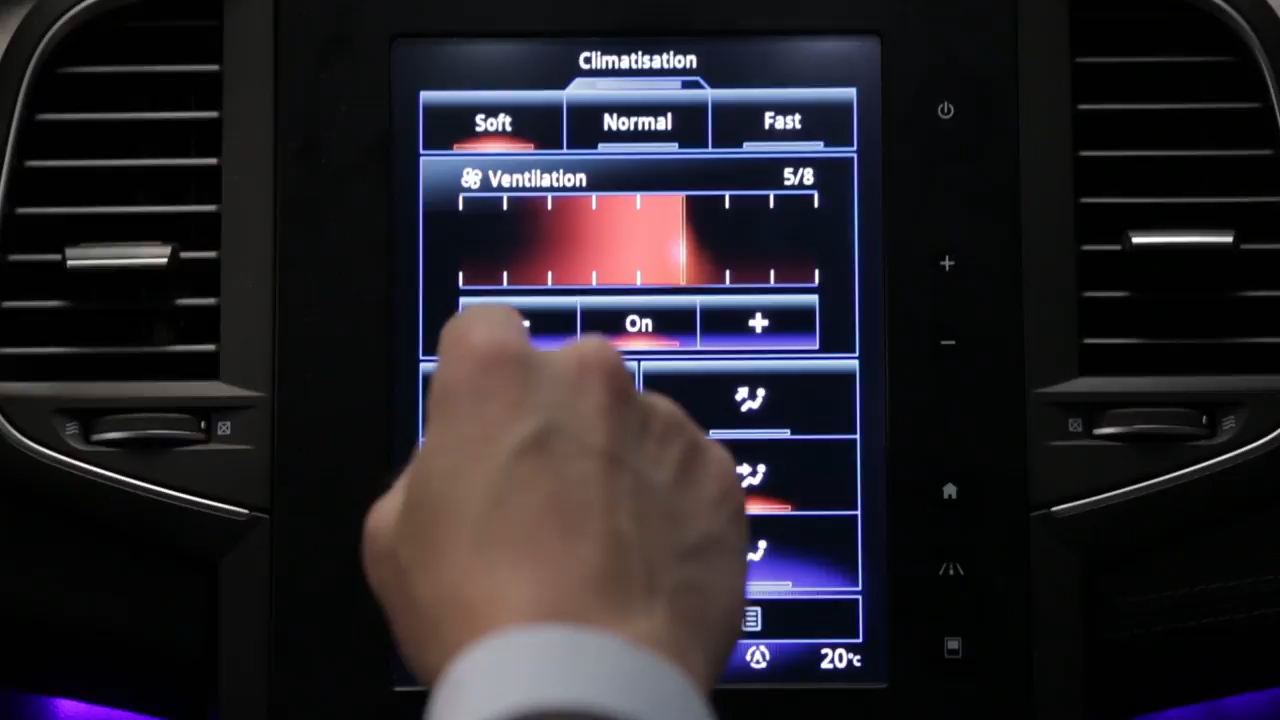 Climatisation
Soft
Normal
Fast
Ventilation
5/8
-
On
+
20°c